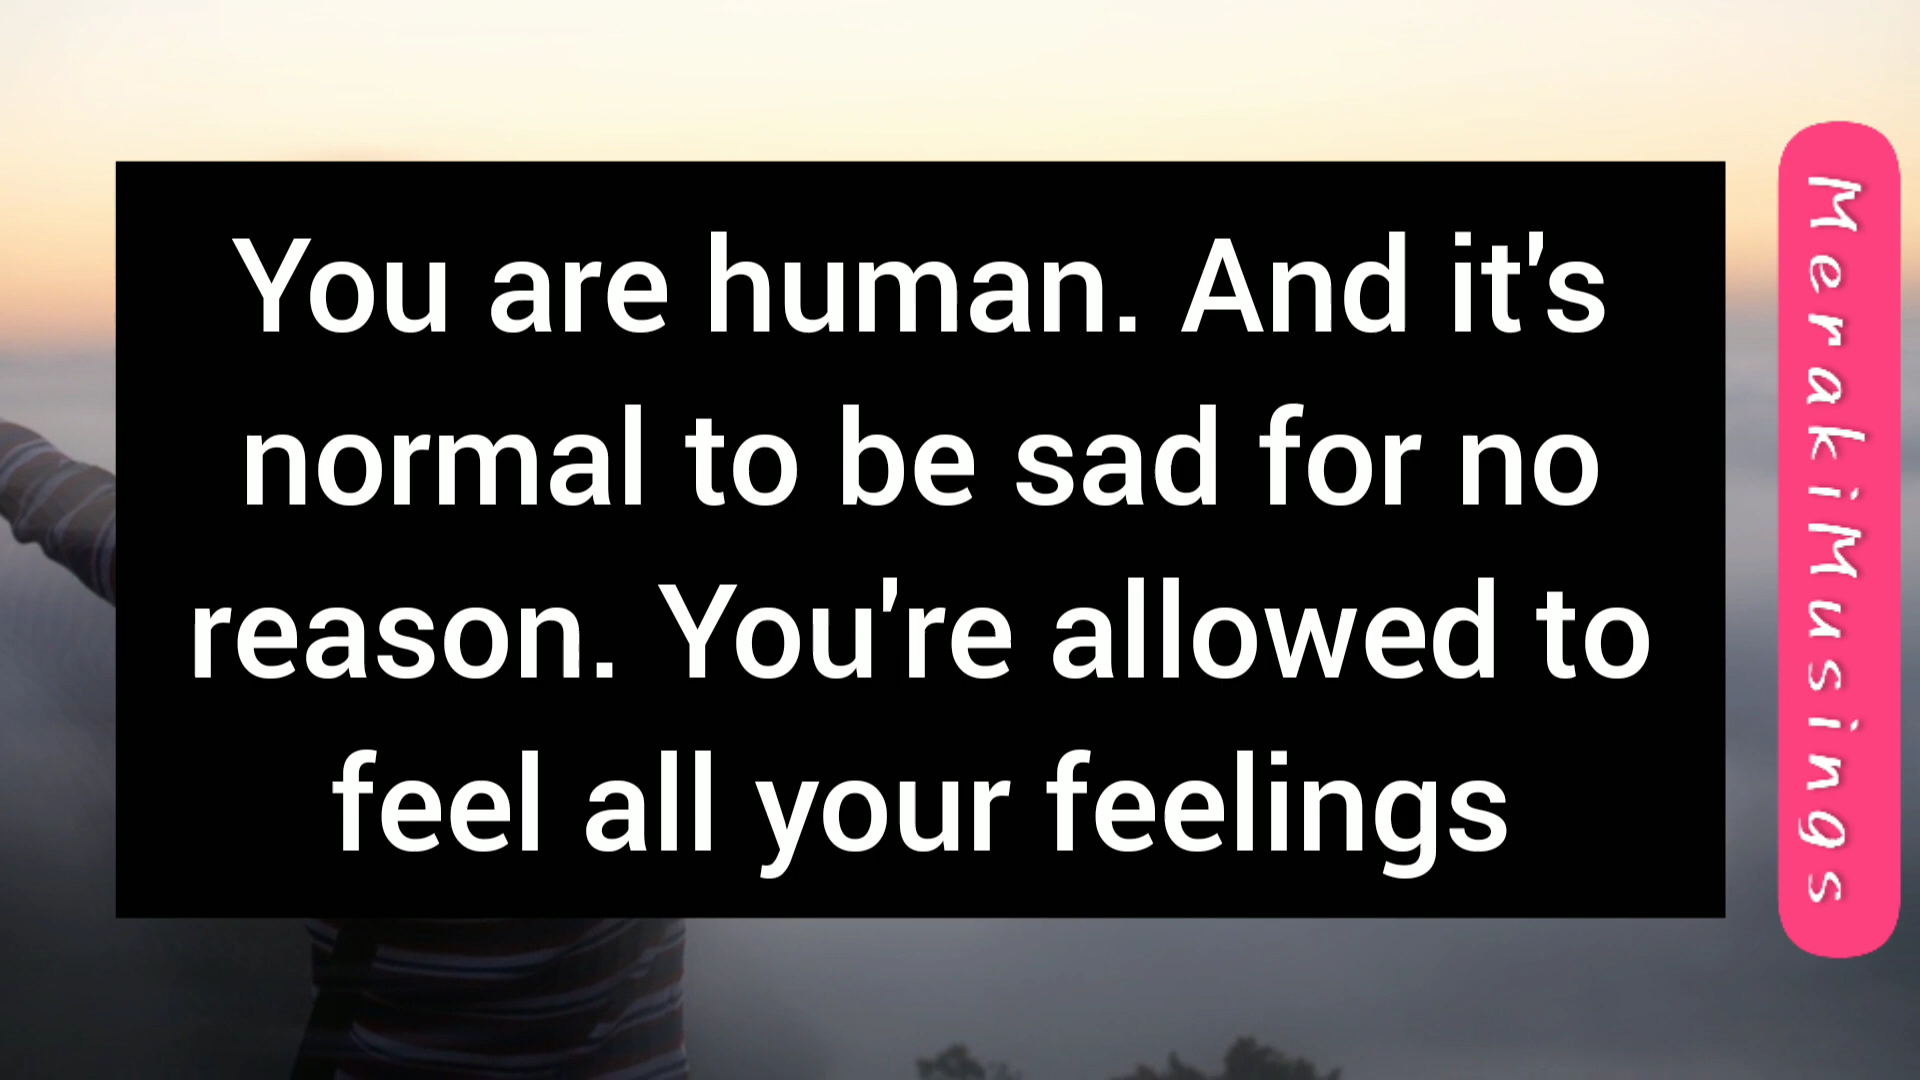 You are human. And it's
normal to be sad for no
reason. You're allowed to
feel all your feelings
MerakiMusings